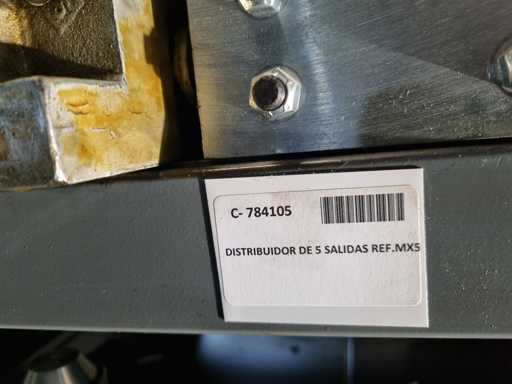 C- 784105
DISTRIBUIDOR DE 5 SALIDAS REF.MX5